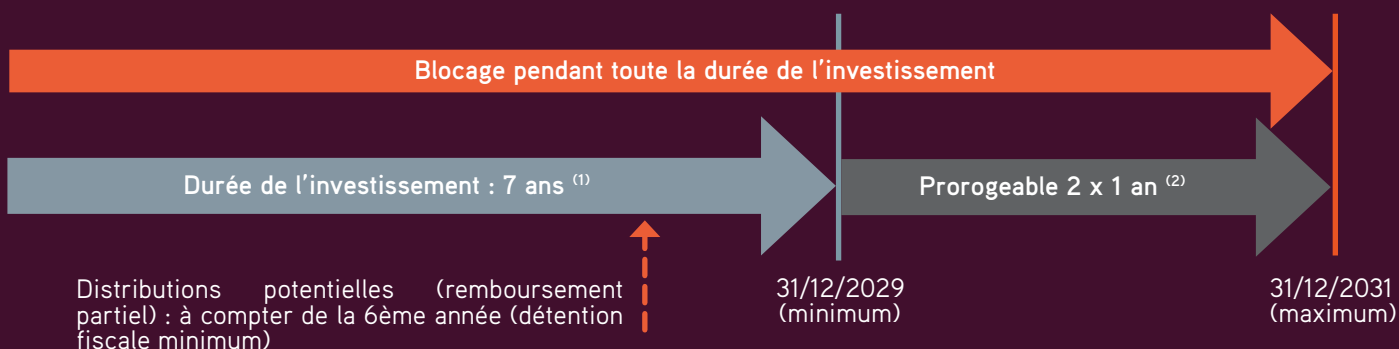 Blocage pendant toute la durée de l'investissement
Durée de l'investissement : 7 ans (1)
Prorogeable 2 x 1 an (2)
Distributions potentielles (remboursement
partiel) : à compter de la 6ème année (détention
fiscale minimum)
31/12/2029
(minimum)
31/12/2031
(maximum)